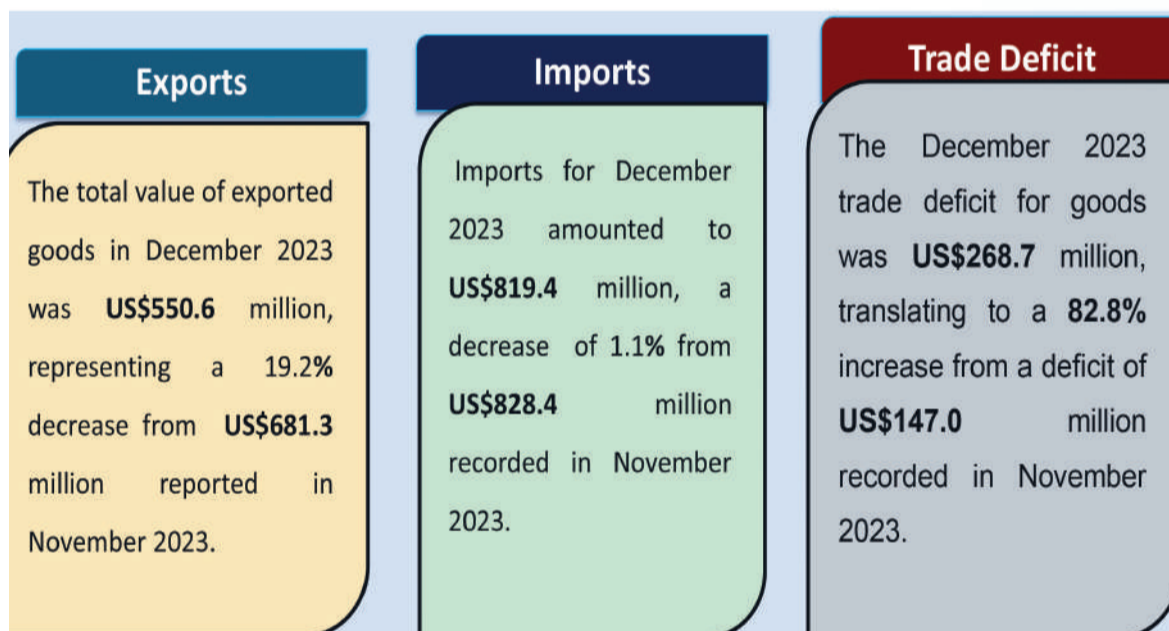 Exports
The total value of exported
goods in December 2023
was US$550.6 million,
representing a 19.2%
decrease from US$681.3
million reported in
November 2023.
Imports
Imports for December
2023 amounted to
US$819.4 million, a
decrease of 1.1% from
US$828.4 million
recorded in November
2023.
Trade Deficit
The December 2023
trade deficit for goods
was US$268.7 million,
translating to a 82.8%
increase from a deficit of
US$147.0 million
recorded in November
2023.